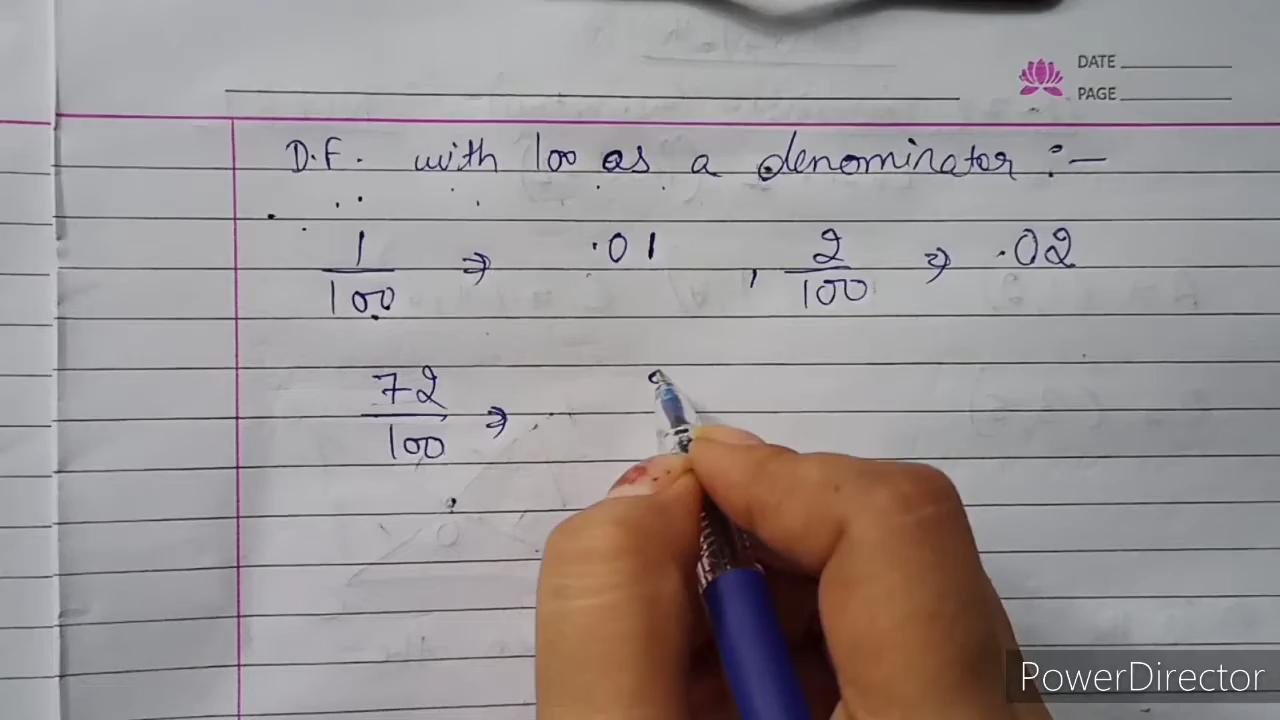 DATE
PAGE
D.F. with 100 as a denominator :-
1/100 ⇒ .01 , 2/100 ⇒ .02
72/100 ⇒
PowerDirector